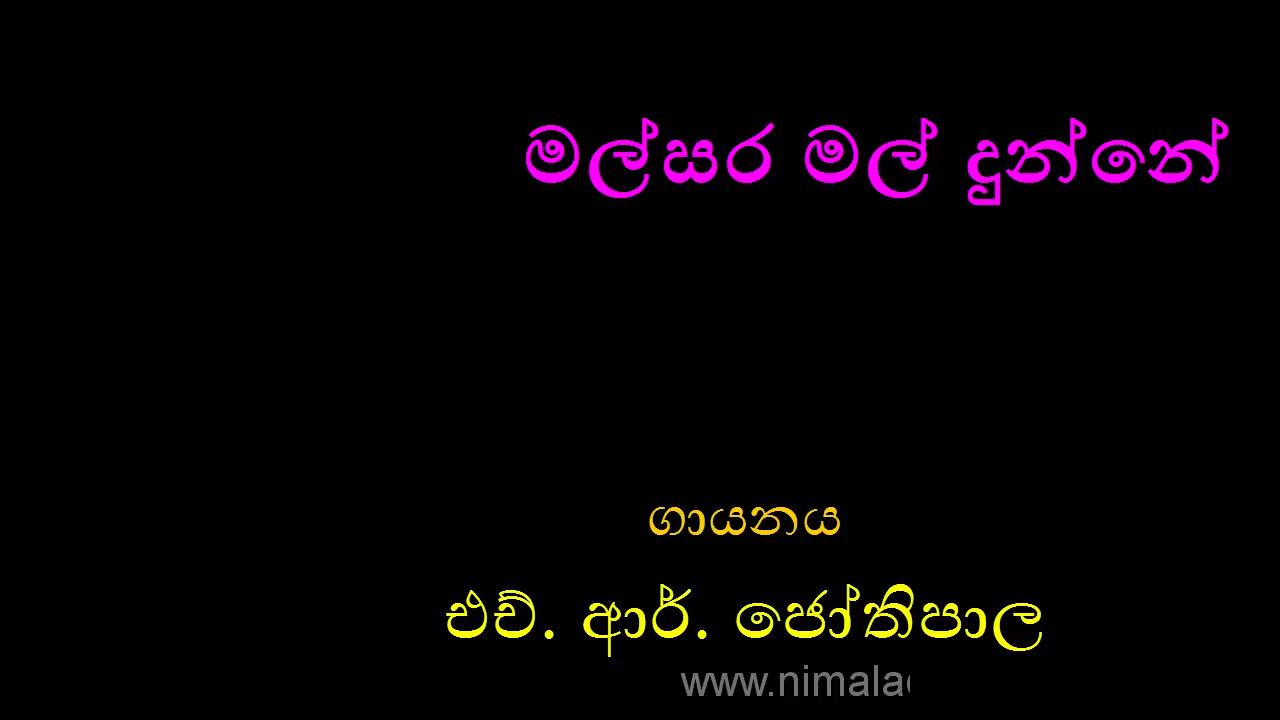 මල්සර මල් දුන්නේ
ගායනය
එච්. ආර්. ජෝතිපාල
www.nimala